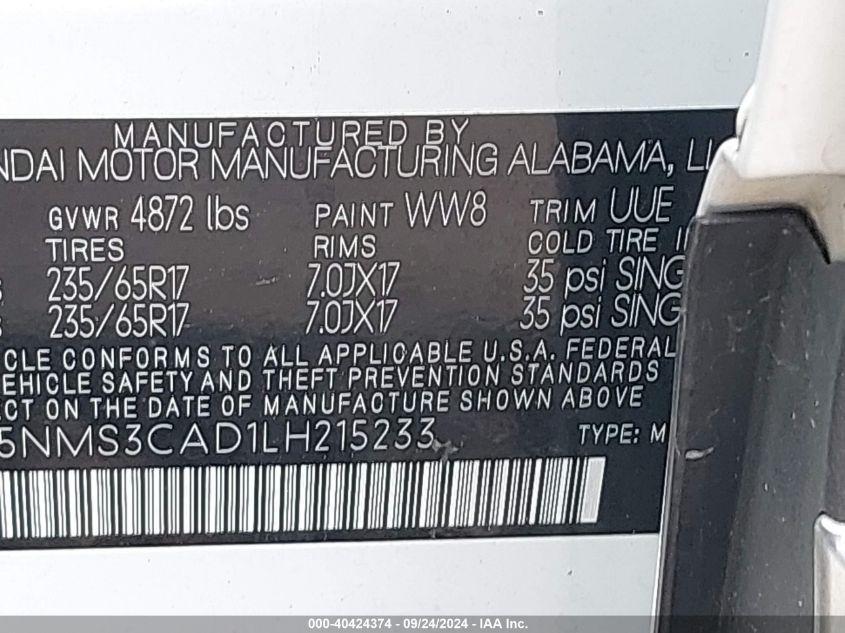 MANUFACTURED BY
NDAI MOTOR MANUFACTURING ALABAMA, LL
GVWR 4872 lbs PAINT WW8 TRIM UUE
TIRES RIMS COLD TIRE I
235/65R17 7.0JX17 35 psi SING
235/65R17 7.0JX17 35 psi SING
CLE CONFORMS TO ALL APPLICABLE U.S.A. FEDERAL
EHICLE SAFETY AND THEFT PREVENTION STANDARDS
ECT ON THE DATE OF MANUFACTURE SHOWN ABOVE
5NMS3CAD1LH215233 TYPE: M
000-40424374 - 09/24/2024 - IAA Inc.